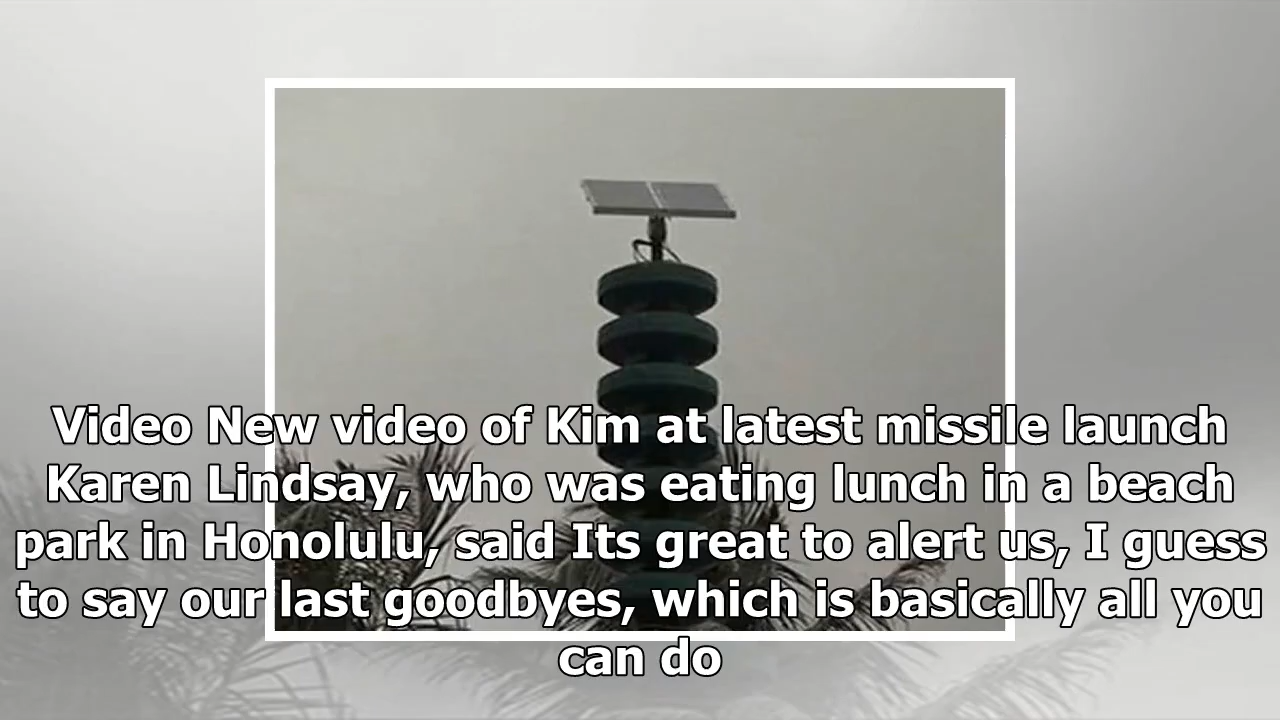 Video New video of Kim at latest missile launch
Karen Lindsay, who was eating lunch in a beach
park in Honolulu, said Its great to alert us, I guess
to say our last goodbyes, which is basically all you
can do